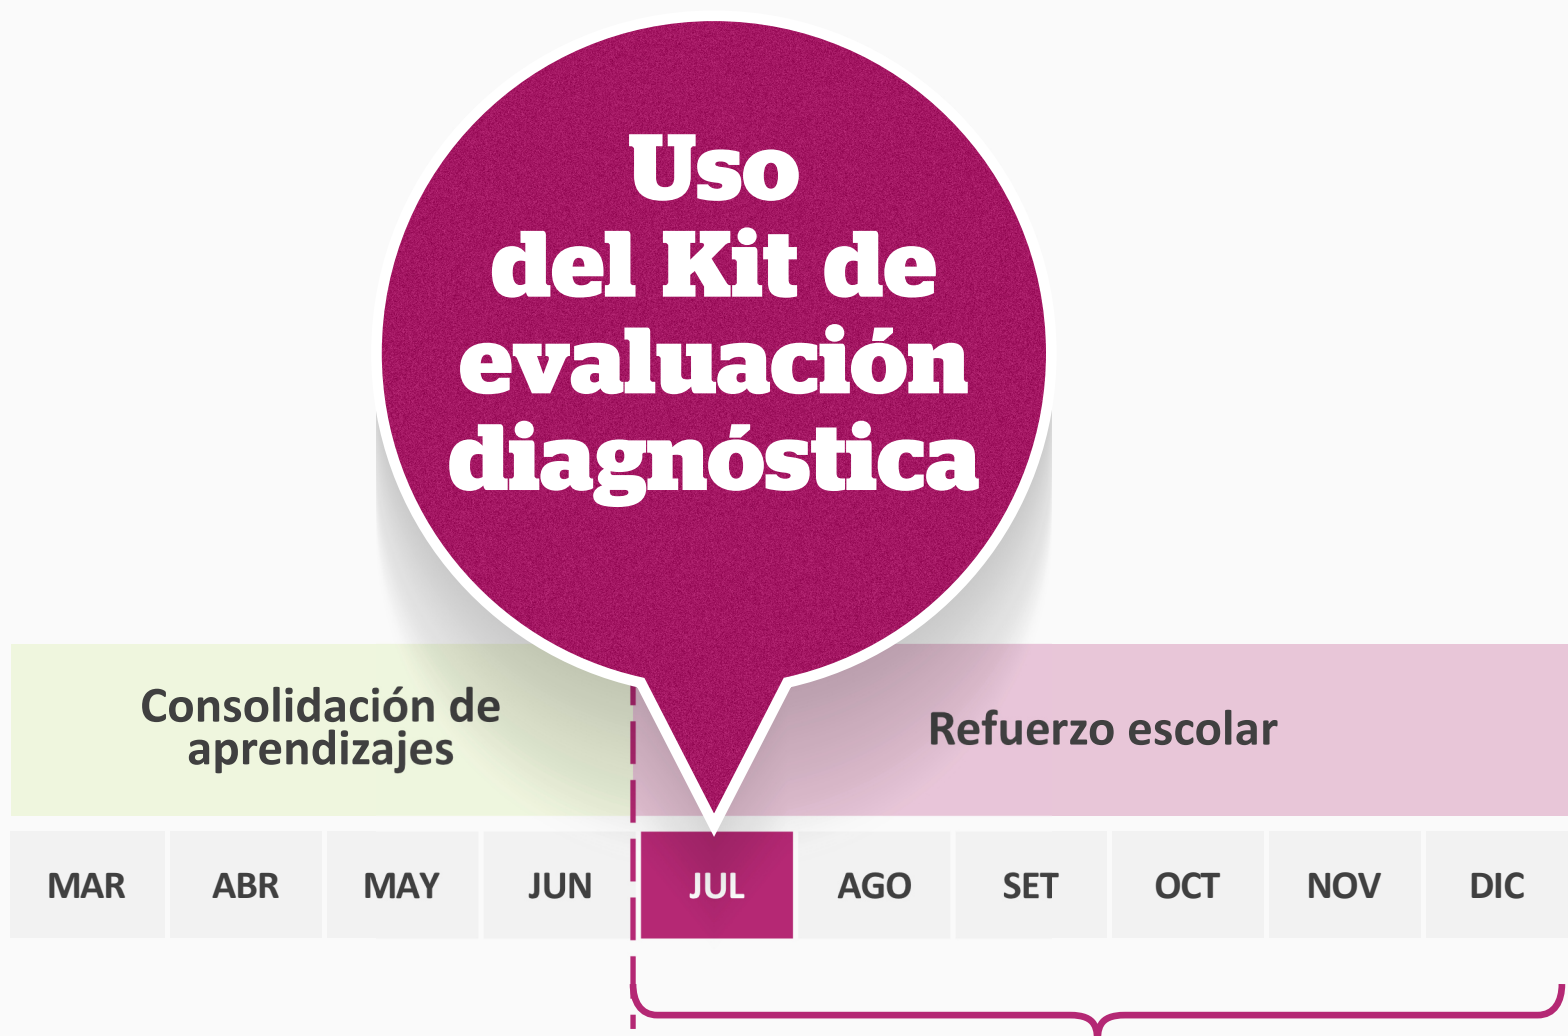 Uso
del Kit de
evaluación
diagnóstica
Consolidación de
aprendizajes
Refuerzo escolar
MAR ABR MAY JUN JUL AGO SET OCT NOV DIC